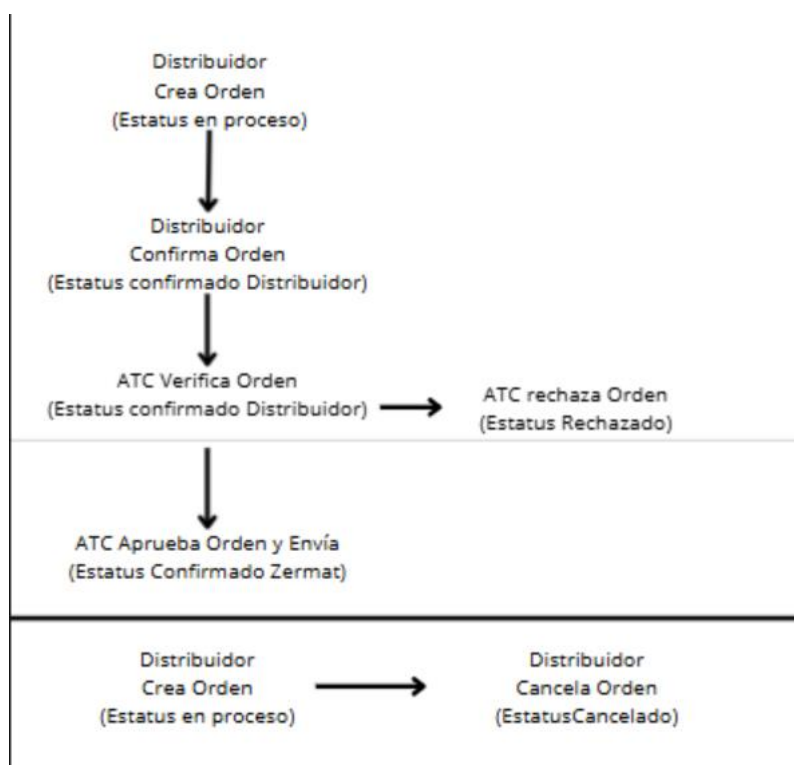 Distribuidor
Crea Orden
(Estatus en proceso)
Distribuidor
Confirma Orden
(Estatus confirmado Distribuidor)
ATC Verifica Orden
(Estatus confirmado Distribuidor)
ATC rechaza Orden
(Estatus Rechazado)
ATC Aprueba Orden y Envía
(Estatus Confirmado Zermat)
Distribuidor
Crea Orden
(Estatus en proceso)
Distribuidor
Cancela Orden
(EstatusCancelado)